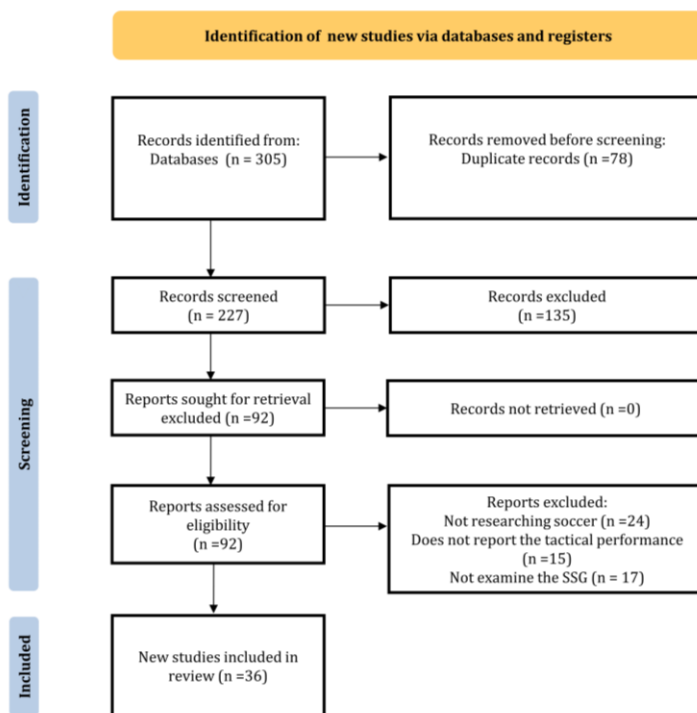 Identification of new studies via databases and registers
Identification
Records identified from:
Databases (n = 305)
Records removed before screening:
Duplicate records (n =78)
Screening
Records screened
(n = 227)
Records excluded
(n =135)
Reports sought for retrieval
excluded (n =92)
Records not retrieved (n =0)
Reports assessed for
eligibility
(n =92)
Reports excluded:
Not researching soccer (n =24)
Does not report the tactical performance
(n =15)
Not examine the SSG (n = 17)
Included
New studies included in
review (n =36)